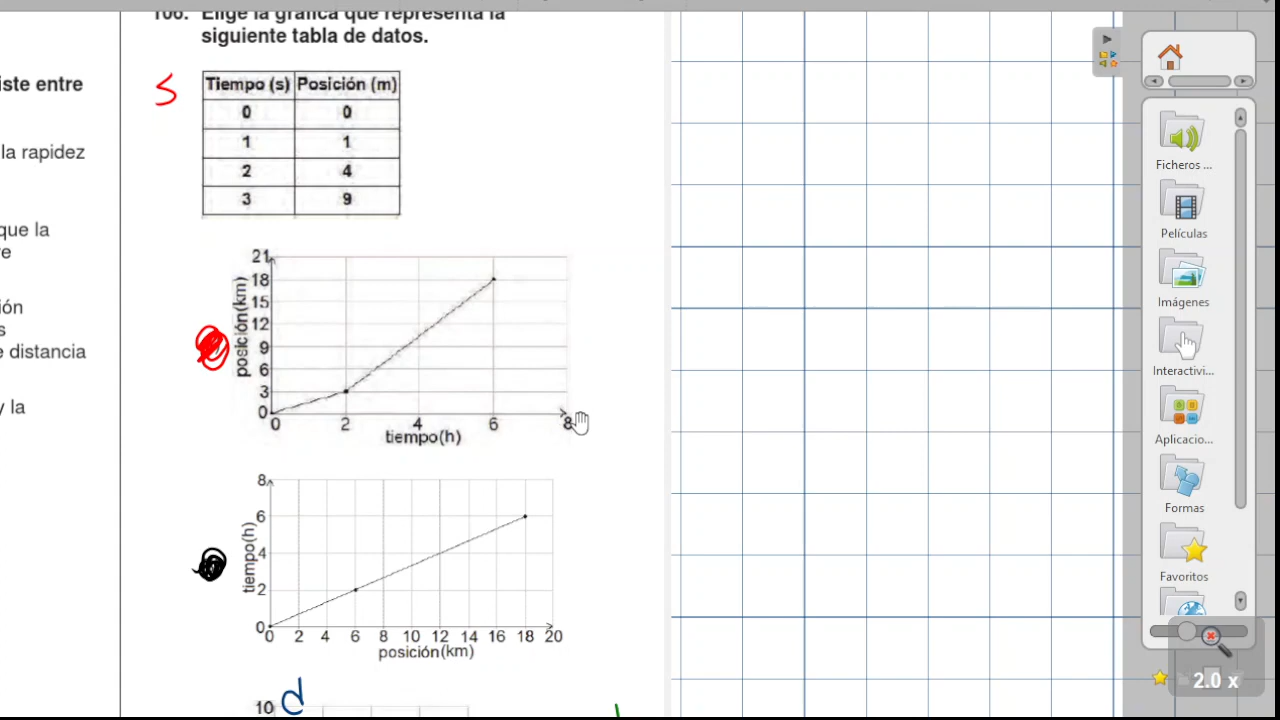 106. Elige la gráfica que representa la
siguiente tabla de datos.
iste entre
la rapidez
que la
e
ión
s
e distancia
y la
S
Tiempo (s) Posición (m)
0 0
1 1
2 4
3 9
21
18
15
12
9
6
3
0
posición(km)
0 2 4 6 8
tiempo(h)
8
6
4
2
0
tiempo(h)
0 2 4 6 8 10 12 14 16 18 20
posición(km)
10
d
Ficheros ...
Películas
Imágenes
Interactivi...
Aplicacio...
Formas
Favoritos
2.0 x